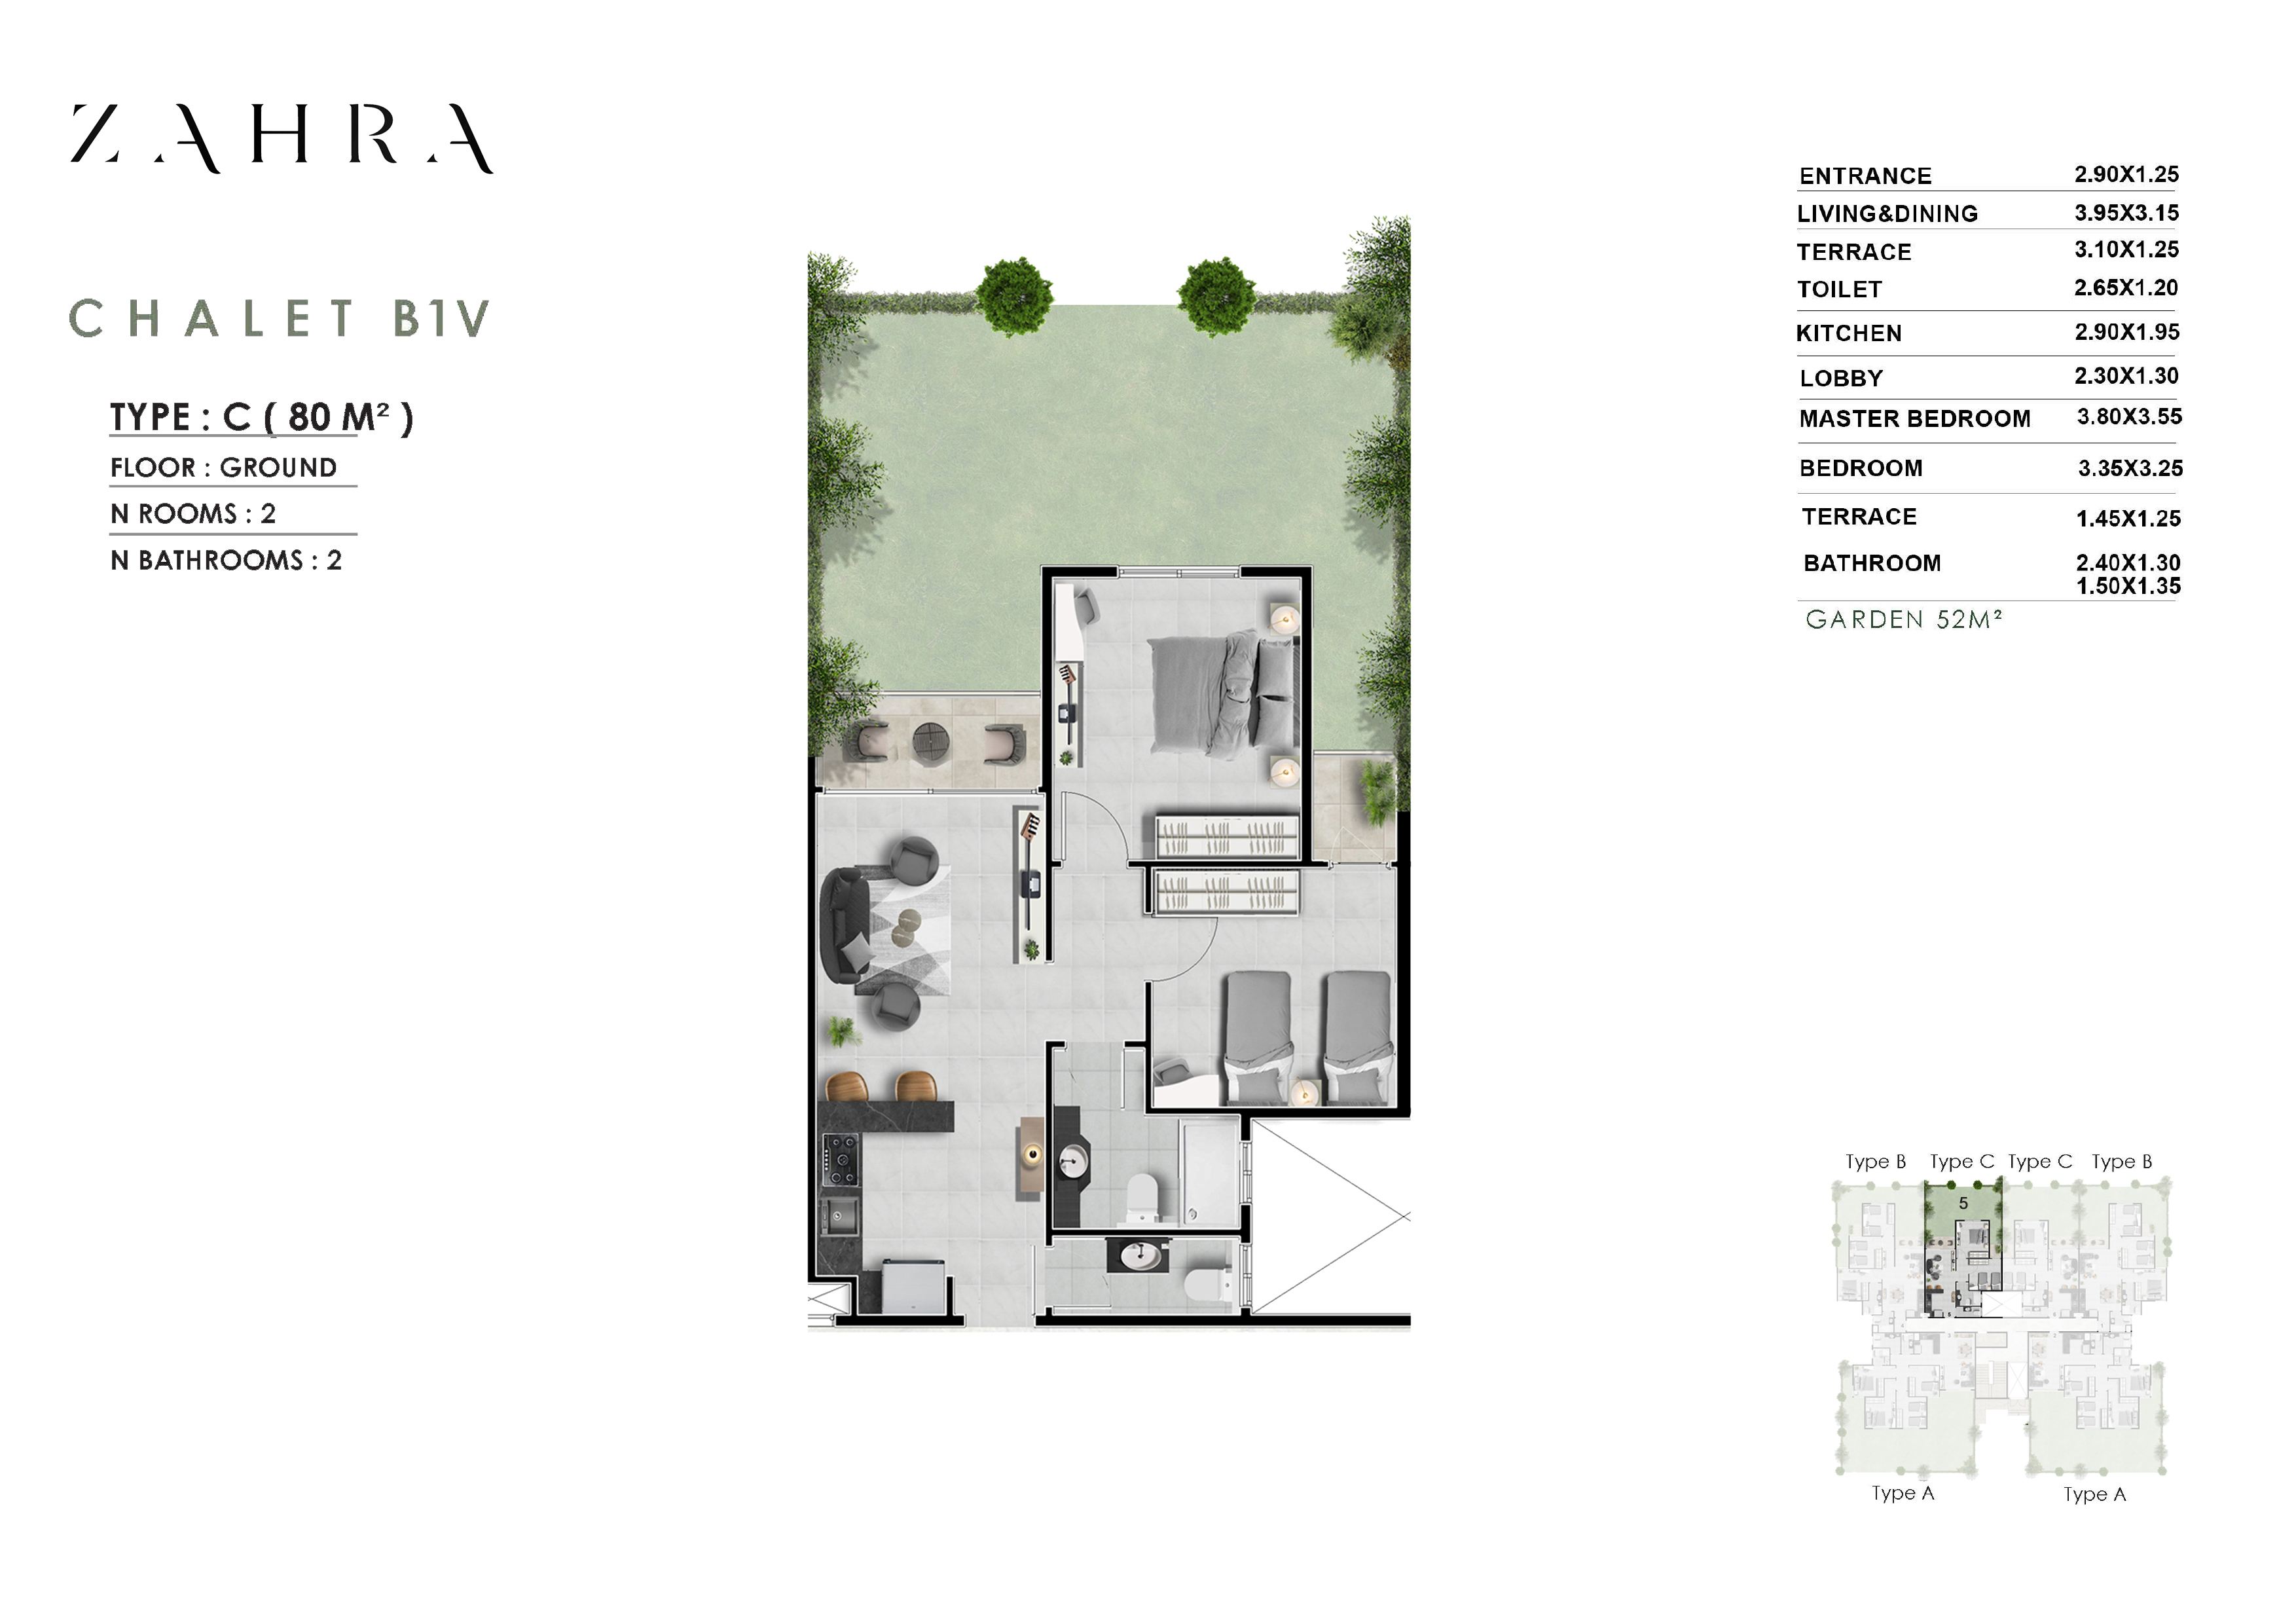 ZAHRA
CHALET B1V
TYPE : C ( 80 M² )
FLOOR : GROUND
N ROOMS : 2
N BATHROOMS : 2
ENTRANCE 2.90X1.25
LIVING&DINING 3.95X3.15
TERRACE 3.10X1.25
TOILET 2.65X1.20
KITCHEN 2.90X1.95
LOBBY 2.30X1.30
MASTER BEDROOM 3.80X3.55
BEDROOM 3.35X3.25
TERRACE 1.45X1.25
BATHROOM 2.40X1.30
1.50X1.35
GARDEN 52M²
Type B Type C Type C Type B
5
Type A Type A